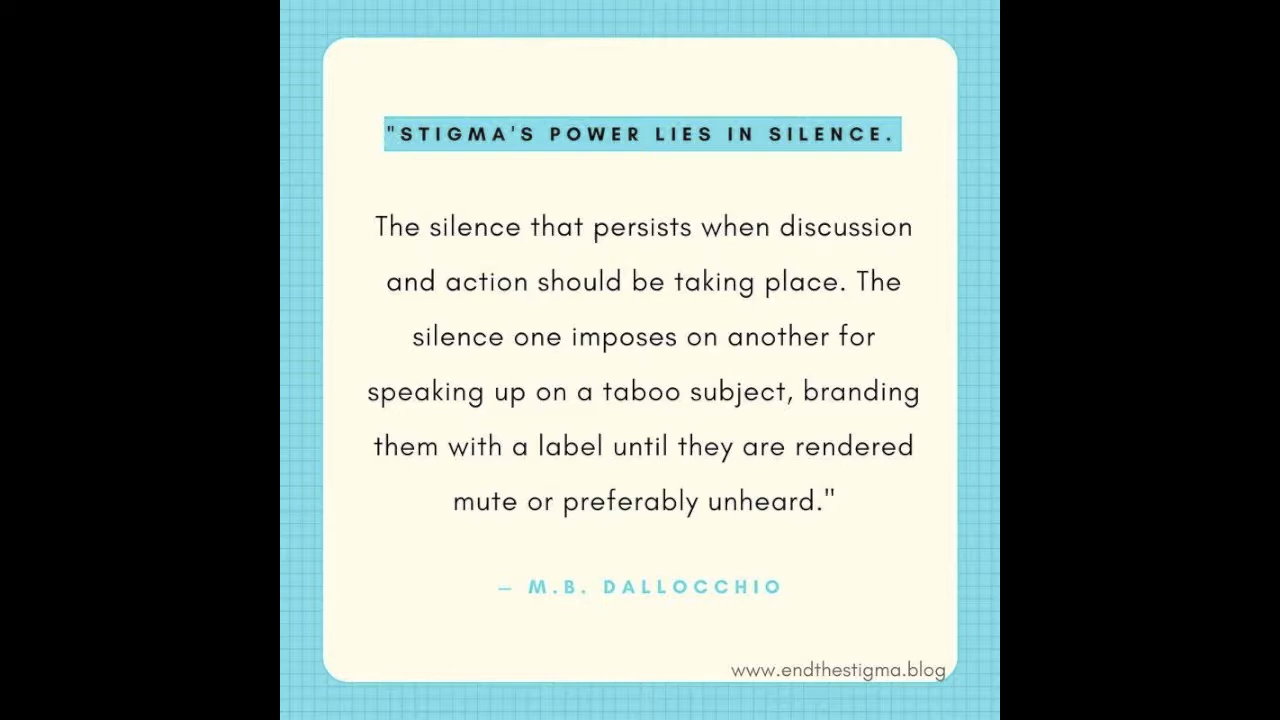 "STIGMA'S POWER LIES IN SILENCE.
The silence that persists when discussion
and action should be taking place. The
silence one imposes on another for
speaking up on a taboo subject, branding
them with a label until they are rendered
mute or preferably unheard."
– M.B. DALLOCCHIO
www.endthestigma.blog